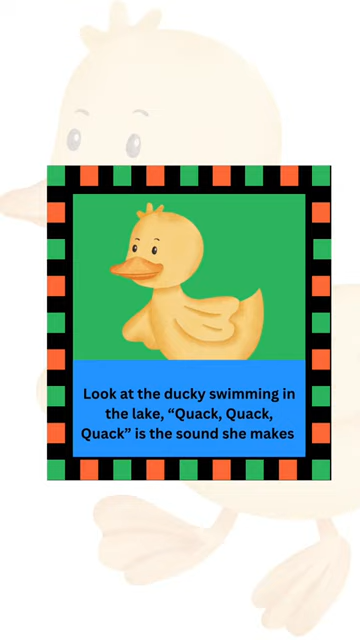 Look at the ducky swimming in
the lake, “Quack, Quack,
Quack” is the sound she makes